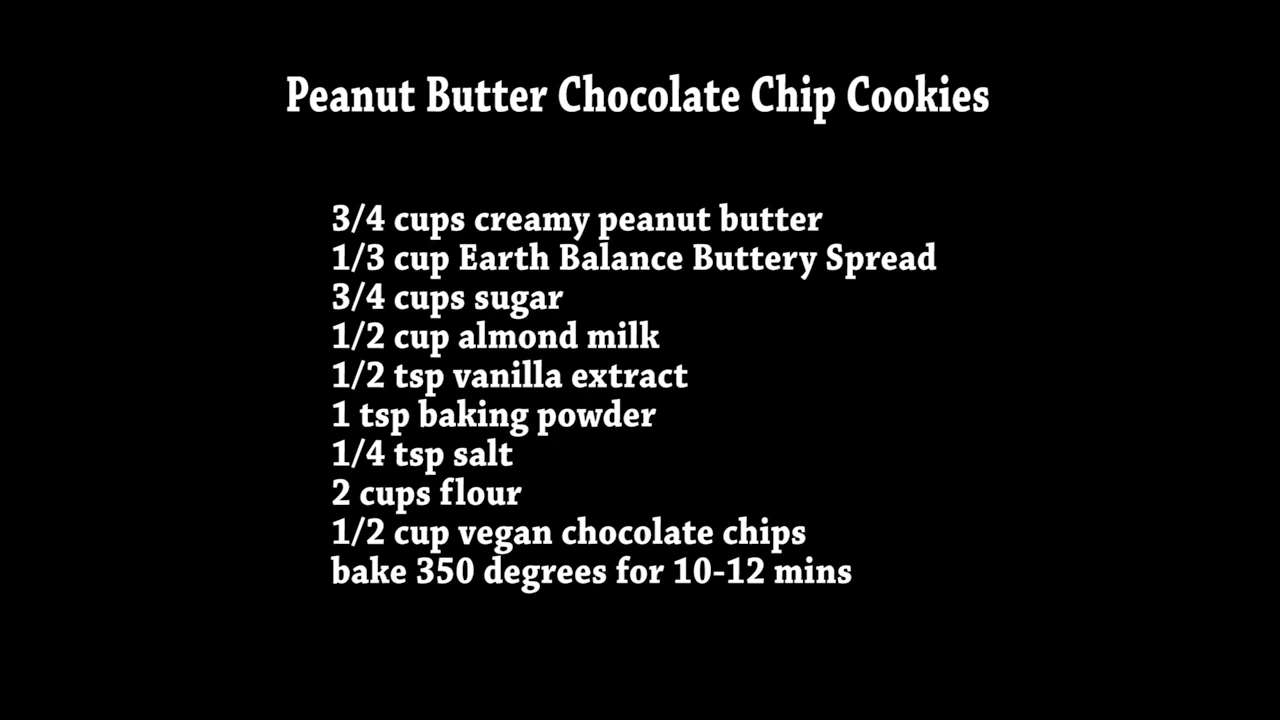 Peanut Butter Chocolate Chip Cookies
3/4 cups creamy peanut butter
1/3 cup Earth Balance Buttery Spread
3/4 cups sugar
1/2 cup almond milk
1/2 tsp vanilla extract
1 tsp baking powder
1/4 tsp salt
2 cups flour
1/2 cup vegan chocolate chips
bake 350 degrees for 10-12 mins